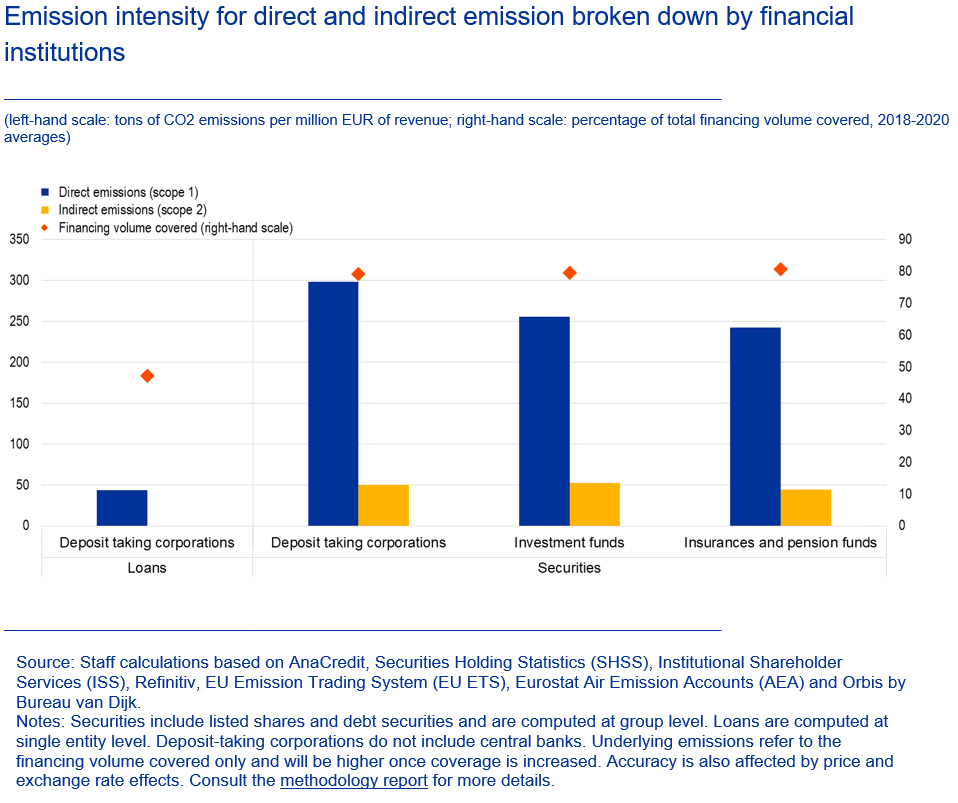 Emission intensity for direct and indirect emission broken down by financial
institutions
(left-hand scale: tons of CO2 emissions per million EUR of revenue; right-hand scale: percentage of total financing volume covered, 2018-2020
averages)
Direct emissions (scope 1)
Indirect emissions (scope 2)
Financing volume covered (right-hand scale)
350 90
300 80
250 70
200 60
150 50
100 40
50 30
0 20
10
0
Deposit taking corporations Deposit taking corporations Investment funds Insurances and pension funds
Loans Securities
Source: Staff calculations based on AnaCredit, Securities Holding Statistics (SHSS), Institutional Shareholder
Services (ISS), Refinitiv, EU Emission Trading System (EU ETS), Eurostat Air Emission Accounts (AEA) and Orbis by
Bureau van Dijk.
Notes: Securities include listed shares and debt securities and are computed at group level. Loans are computed at
single entity level. Deposit-taking corporations do not include central banks. Underlying emissions refer to the
financing volume covered only and will be higher once coverage is increased. Accuracy is also affected by price and
exchange rate effects. Consult the methodology report for more details.